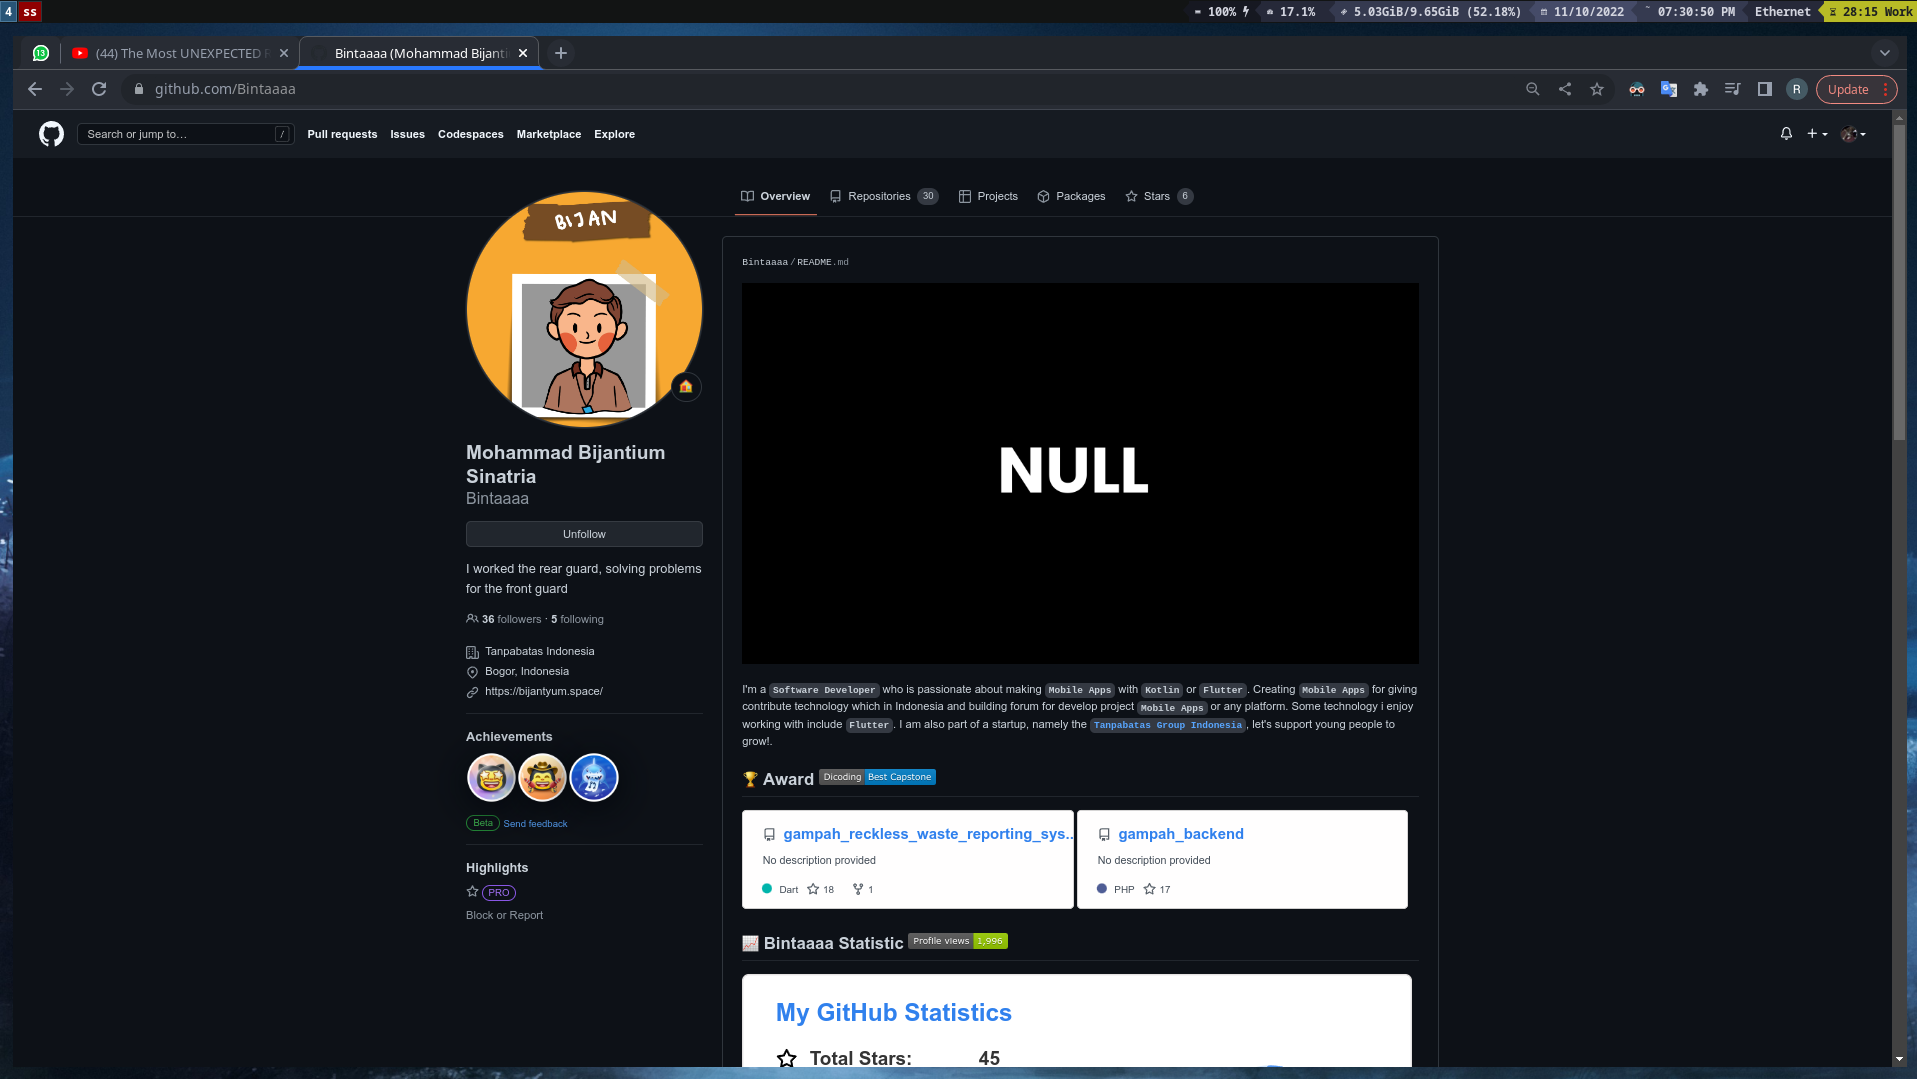 4 ss 100% 17.1% 5.03GiB/9.65GiB (52.18%) 11/10/2022 07:30:50 PM Ethernet 28:15 Work
13 (44) The Most UNEXPECTED Bintaaaa (Mohammad Bijanti
github.com/Bintaaaa R Update
Search or jump to… / Pull requests Issues Codespaces Marketplace Explore
Overview Repositories 30 Projects Packages Stars 6
BIJAN
Mohammad Bijantium
Sinatria
Bintaaaa
Unfollow
I worked the rear guard, solving problems
for the front guard
36 followers · 5 following
Tanpabatas Indonesia
Bogor, Indonesia
https://bijantyum.space/
Achievements
Beta Send feedback
Highlights
PRO
Block or Report
Bintaaaa/README.md
NULL
I'm a Software Developer who is passionate about making Mobile Apps with Kotlin or Flutter. Creating Mobile Apps for giving
contribute technology which in Indonesia and building forum for develop project Mobile Apps or any platform. Some technology i enjoy
working with include Flutter. I am also part of a startup, namely the Tanpabatas Group Indonesia, let's support young people to
grow!.
Award Dicoding Best Capstone
gampah_reckless_waste_reporting_sys... gampah_backend
No description provided No description provided
Dart 18 1 PHP 17
Bintaaaa Statistic Profile views 1,996
My GitHub Statistics
Total Stars: 45